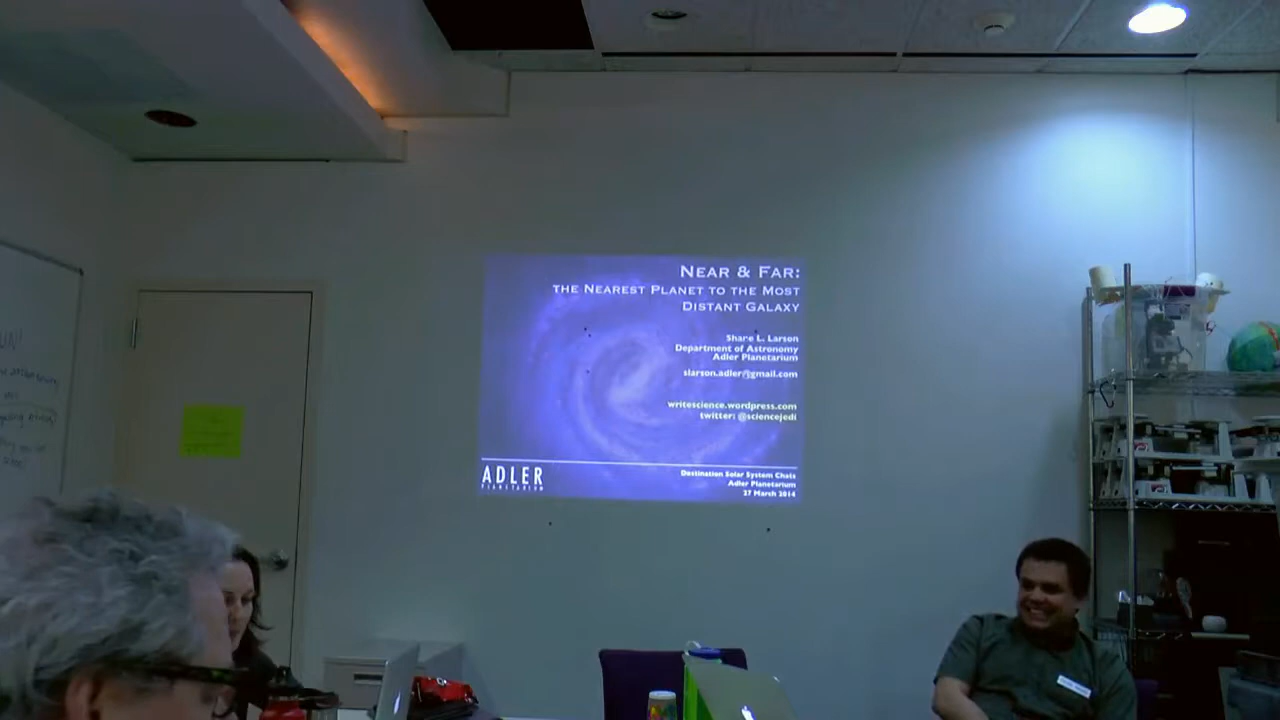 NEAR & FAR:
THE NEAREST PLANET TO THE MOST
DISTANT GALAXY
Shane L. Larson
Department of Astronomy
Adler Planetarium
slarson.adler@gmail.com
writescience.wordpress.com
twitter: @sciencejedi
ADLER
PLANETARIUM
Destination Solar System Chats
Adler Planetarium
27 March 2014